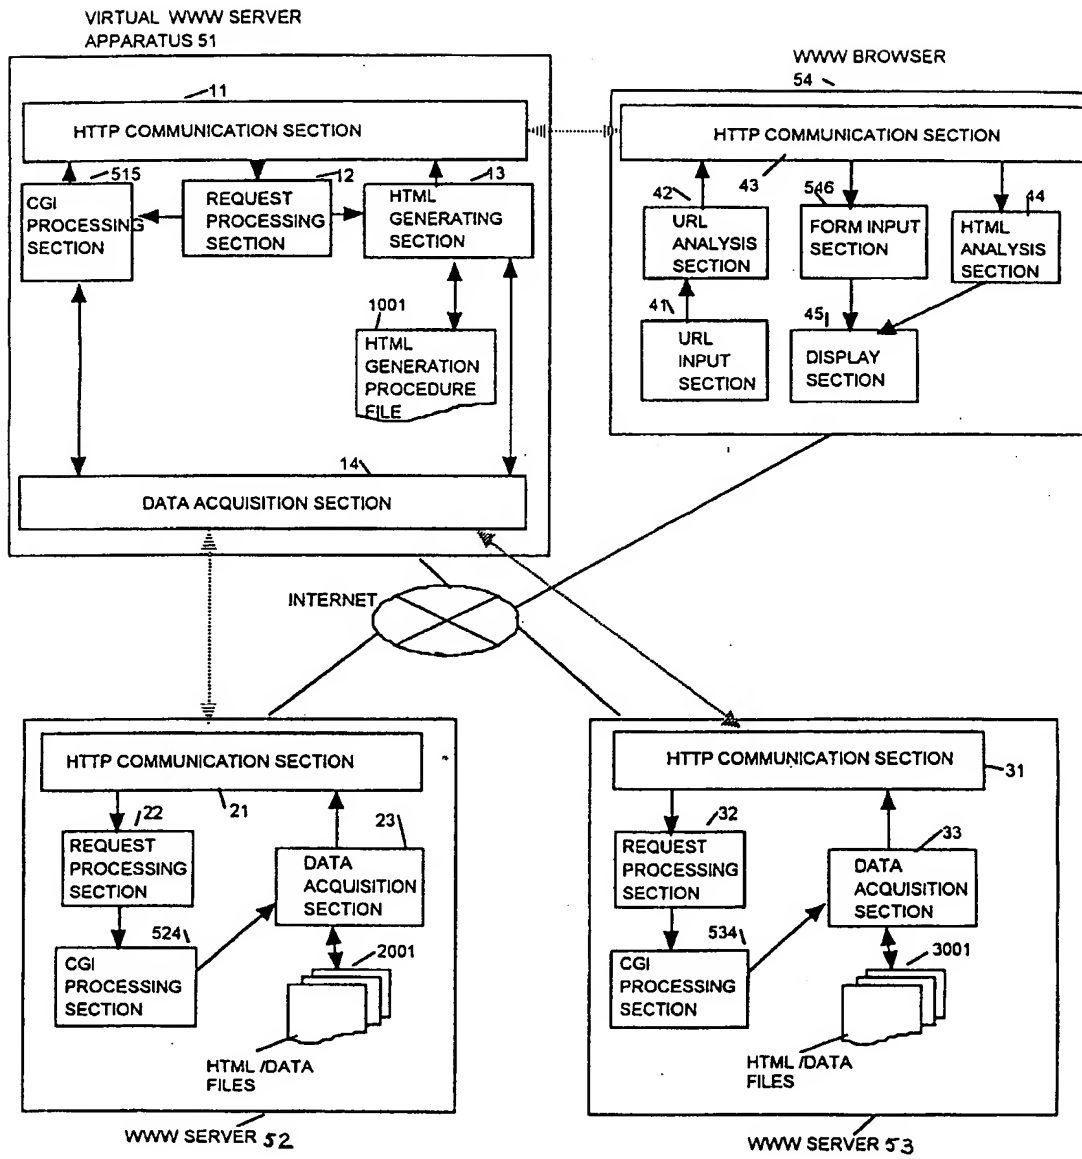 VIRTUAL WWW SERVER
APPARATUS 51
11
HTTP COMMUNICATION SECTION
515
CGI
PROCESSING
SECTION
12
REQUEST
PROCESSING
SECTION
13
HTML
GENERATING
SECTION
1001
HTML
GENERATION
PROCEDURE
FILE
14
DATA ACQUISITION SECTION
WWW BROWSER
54
HTTP COMMUNICATION SECTION
43
42
URL
ANALYSIS
SECTION
546
FORM INPUT
SECTION
44
HTML
ANALYSIS
SECTION
41
URL
INPUT
SECTION
45
DISPLAY
SECTION
INTERNET
HTTP COMMUNICATION SECTION
21
22
REQUEST
PROCESSING
SECTION
23
DATA
ACQUISITION
SECTION
524
CGI
PROCESSING
SECTION
2001
HTML /DATA
FILES
WWW SERVER 52
HTTP COMMUNICATION SECTION
31
32
REQUEST
PROCESSING
SECTION
33
DATA
ACQUISITION
SECTION
534
CGI
PROCESSING
SECTION
3001
HTML /DATA
FILES
WWW SERVER 53